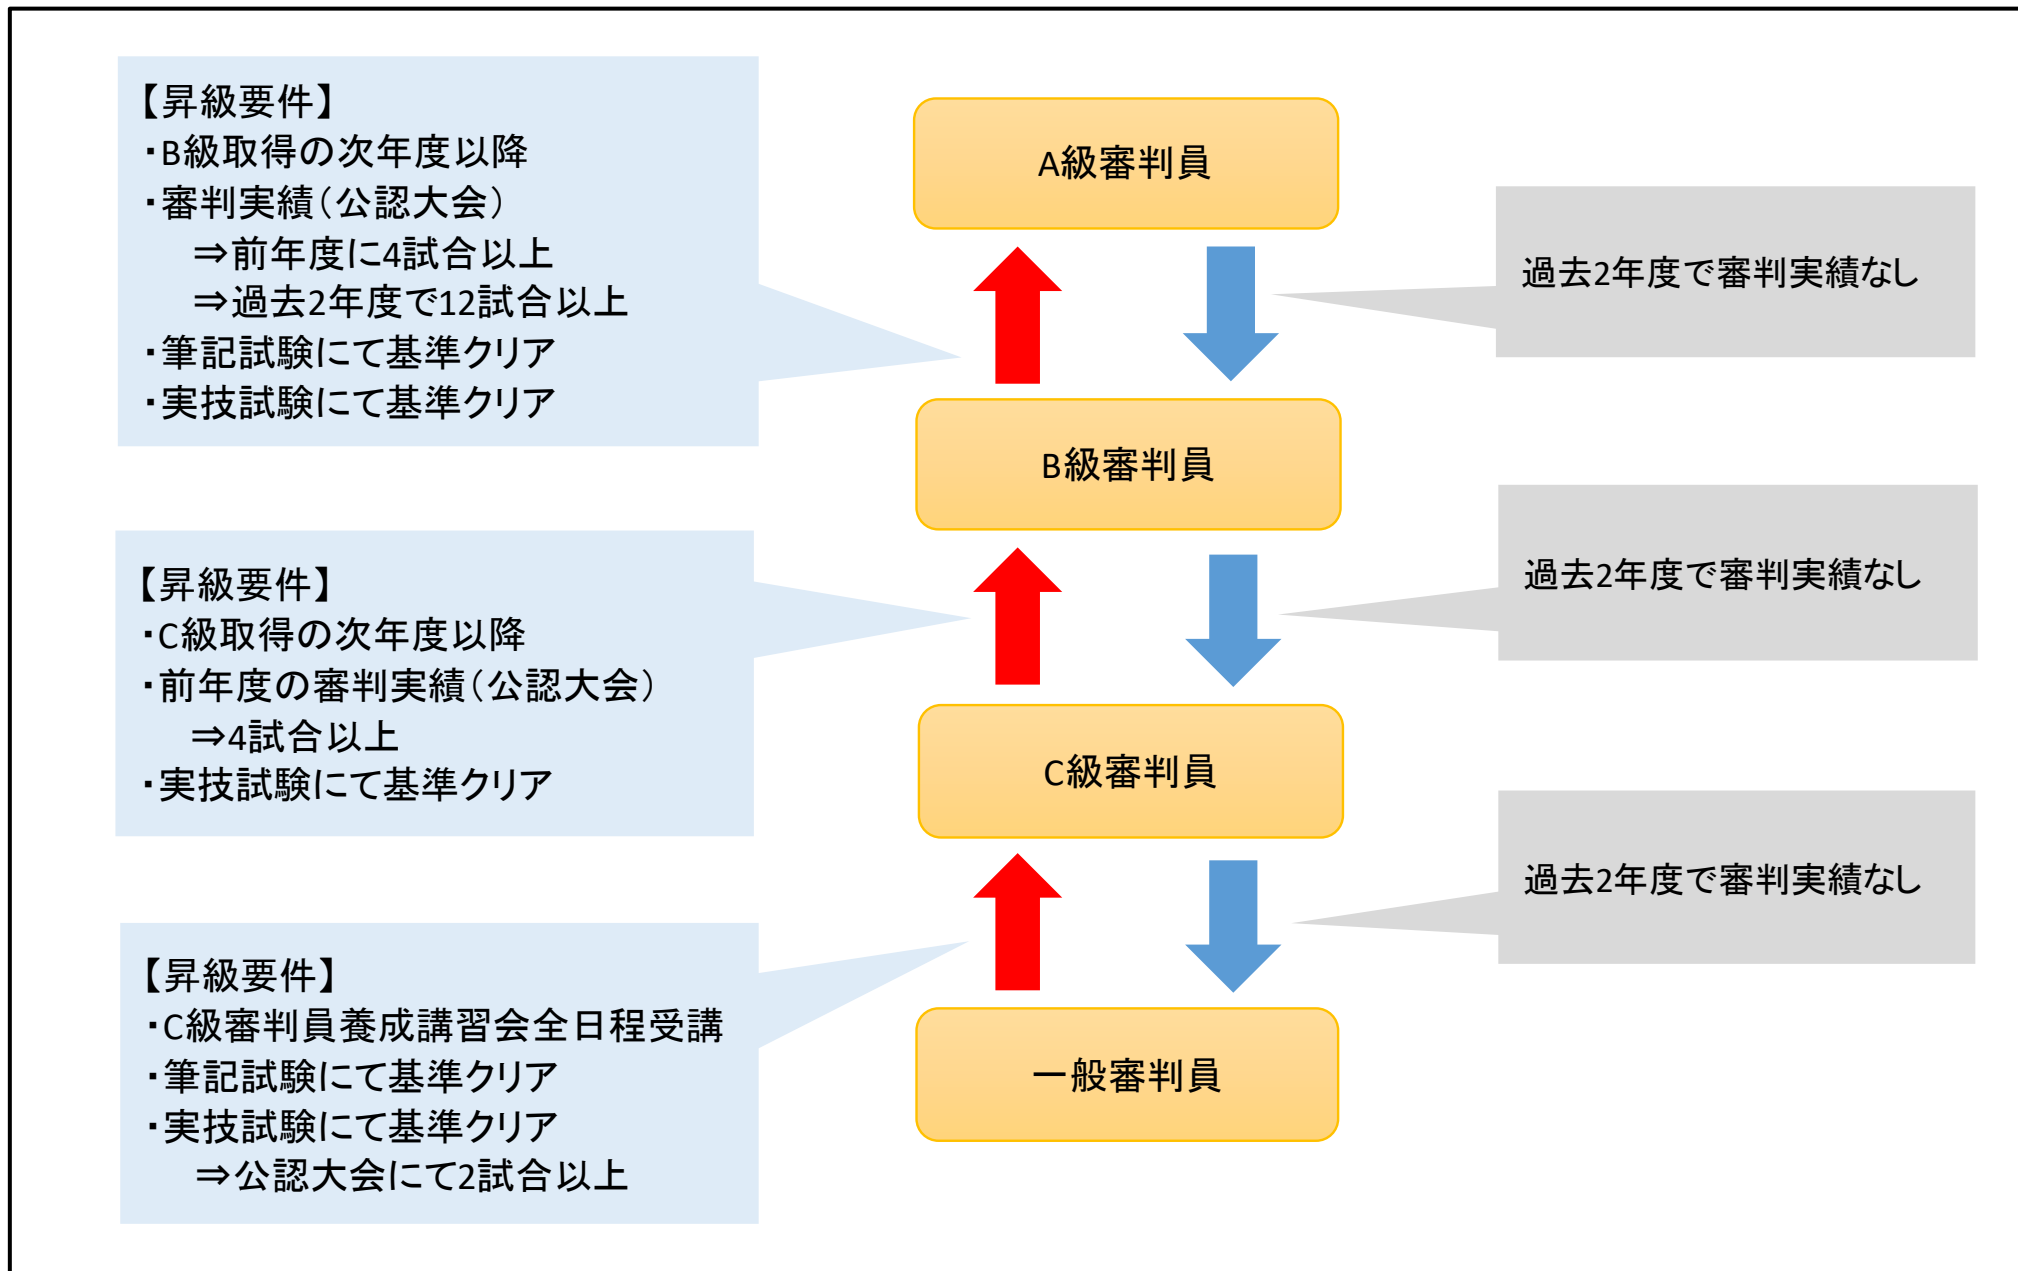 【昇級要件】
・B級取得の次年度以降
・審判実績（公認大会）
⇒前年度に4試合以上
⇒過去2年度で12試合以上
・筆記試験にて基準クリア
・実技試験にて基準クリア
A級審判員
過去2年度で審判実績なし
B級審判員
【昇級要件】
・C級取得の次年度以降
・前年度の審判実績（公認大会）
⇒4試合以上
・実技試験にて基準クリア
過去2年度で審判実績なし
C級審判員
【昇級要件】
・C級審判員養成講習会全日程受講
・筆記試験にて基準クリア
・実技試験にて基準クリア
⇒公認大会にて2試合以上
過去2年度で審判実績なし
一般審判員